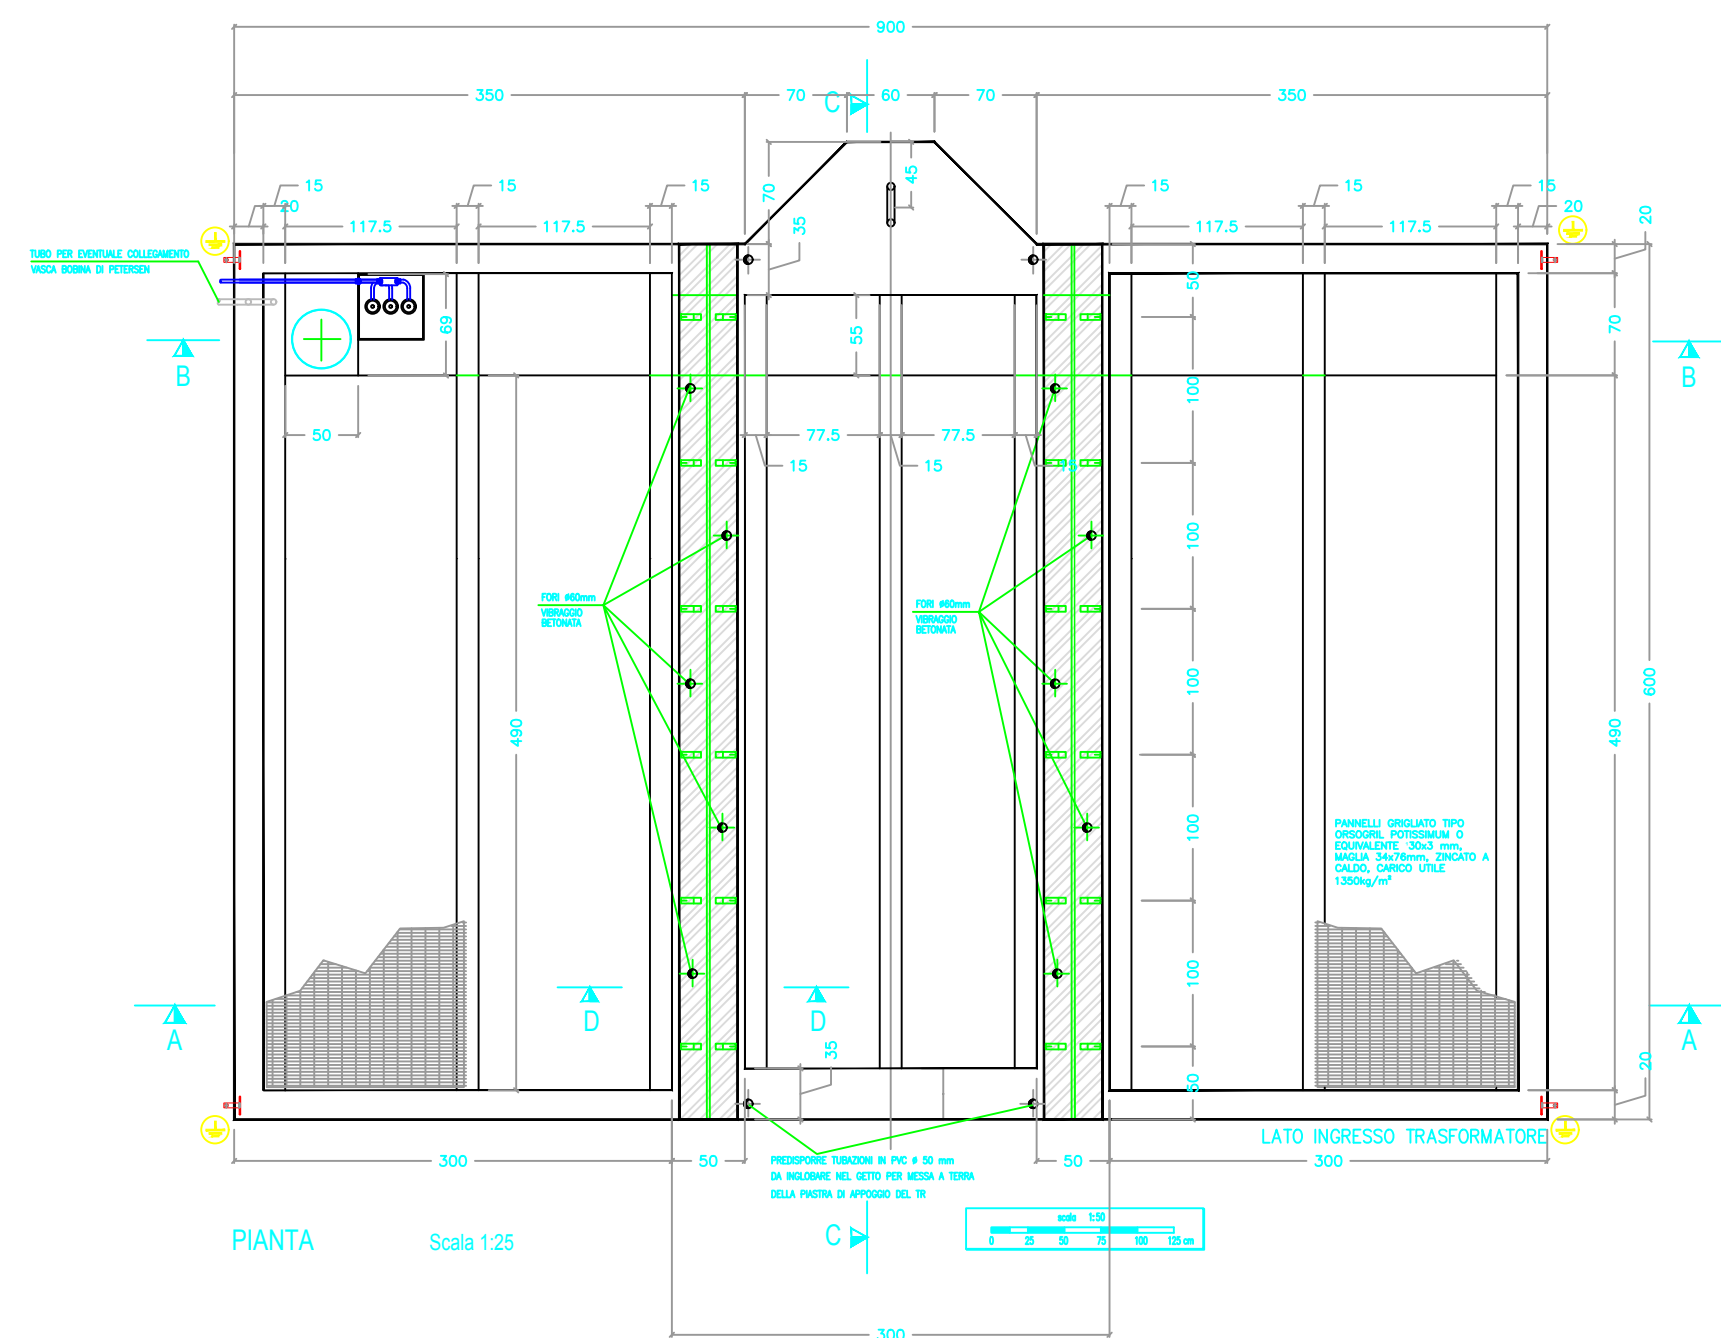 900
350
70
60
70
350
C
15
15
15
20
117.5
117.5
70
45
35
15
15
15
20
117.5
117.5
20
TUBO PER EVENTUALE COLLEGAMENTO
VASCA BOBINA DI PETERSEN
50
69
55
70
B
B
100
50
77.5
77.5
15
15
15
100
FORI ø60mm
VIBRAGGIO
BETONATA
FORI ø60mm
VIBRAGGIO
BETONATA
100
600
490
490
100
PANNELLI GRIGLIATO TIPO
ORSOGRIL POTISSIMUM O
EQUIVALENTE '30x3 mm,
MAGLIA 34x76mm, ZINCATO A
CALDO, CARICO UTILE
1350kg/m²
100
D
D
A
A
35
50
20
LATO INGRESSO TRASFORMATORE
300
50
50
300
PREDISPORRE TUBAZIONI IN PVC ø 50 mm
DA INGLOBARE NEL GETTO PER MESSA A TERRA
DELLA PIASTRA DI APPOGGIO DEL TR
PIANTA
Scala 1:25
C
scala 1:50
0 25 50 75 100 125 cm
300